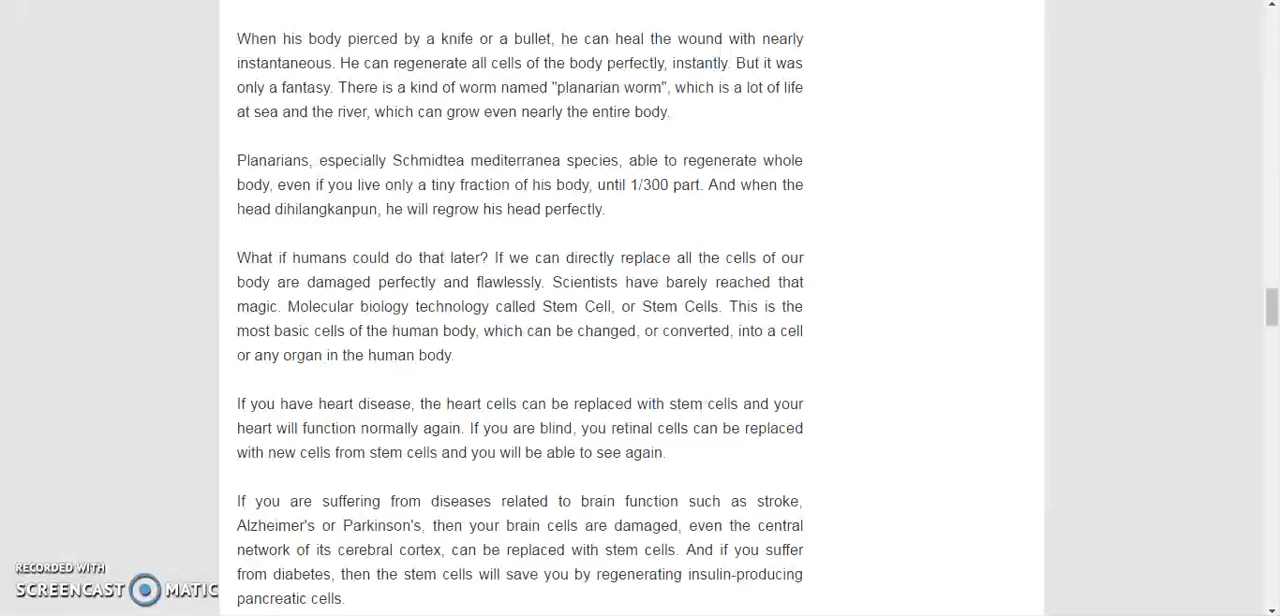 When his body pierced by a knife or a bullet, he can heal the wound with nearly
instantaneous. He can regenerate all cells of the body perfectly, instantly. But it was
only a fantasy. There is a kind of worm named "planarian worm", which is a lot of life
at sea and the river, which can grow even nearly the entire body.
Planarians, especially Schmidtea mediterranea species, able to regenerate whole
body, even if you live only a tiny fraction of his body, until 1/300 part. And when the
head dihilangkanpun, he will regrow his head perfectly.
What if humans could do that later? If we can directly replace all the cells of our
body are damaged perfectly and flawlessly. Scientists have barely reached that
magic. Molecular biology technology called Stem Cell, or Stem Cells. This is the
most basic cells of the human body, which can be changed, or converted, into a cell
or any organ in the human body.
If you have heart disease, the heart cells can be replaced with stem cells and your
heart will function normally again. If you are blind, you retinal cells can be replaced
with new cells from stem cells and you will be able to see again.
If you are suffering from diseases related to brain function such as stroke,
Alzheimer's or Parkinson's, then your brain cells are damaged, even the central
network of its cerebral cortex, can be replaced with stem cells. And if you suffer
from diabetes, then the stem cells will save you by regenerating insulin-producing
pancreatic cells.
RECORDED WITH
SCREENCAST MATIC